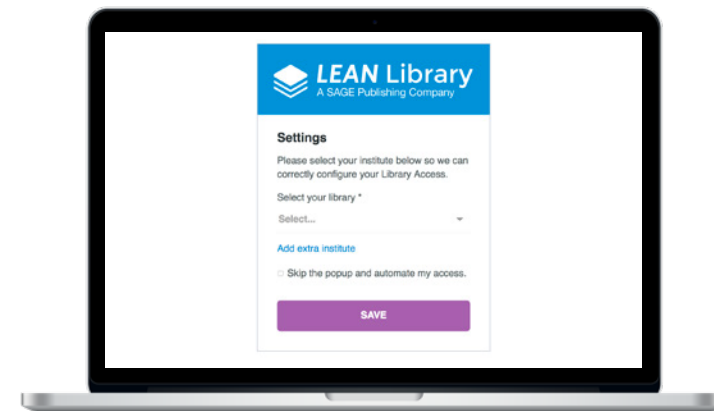 LEAN Library
A SAGE Publishing Company
Settings
Please select your institute below so we can
correctly configure your Library Access.
Select your library *
Select...
Add extra institute
Skip the popup and automate my access.
SAVE